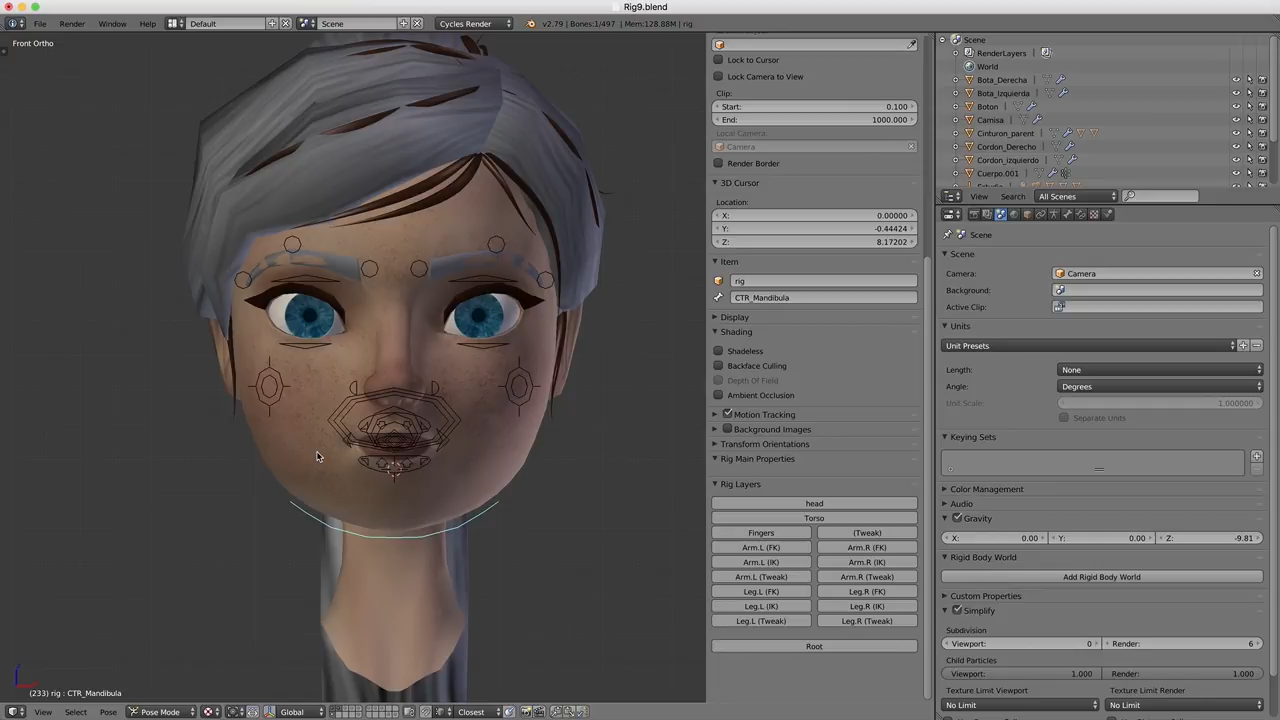 Rig9.blend
File Render Window Help Default Scene Cycles Render v2.79 | Bones:1/497 | Mem:128.88M | rig
Front Ortho
Lock to Cursor
Lock Camera to View
Clip:
Start: 0.100
End: 1000.000
Local Camera:
Camera
Render Border
3D Cursor
Location:
X: 0.00000
Y: -0.44424
Z: 8.17202
Item
rig
CTR_Mandibula
Display
Shading
Shadeless
Backface Culling
Depth Of Field
Ambient Occlusion
Motion Tracking
Background Images
Transform Orientations
Rig Main Properties
Rig Layers
head
Torso
Fingers (Tweak)
Arm.L (FK) Arm.R (FK)
Arm.L (IK) Arm.R (IK)
Arm.L (Tweak) Arm.R (Tweak)
Leg.L (FK) Leg.R (FK)
Leg.L (IK) Leg.R (IK)
Leg.L (Tweak) Leg.R (Tweak)
Root
Scene
RenderLayers
World
Bota_Derecha
Bota_Izquierda
Boton
Camisa
Cinturon_parent
Cordon_Derecho
Cordon_izquierdo
Cuerpo.001
View Search All Scenes
Scene
Scene
Camera: Camera
Background:
Active Clip:
Units
Unit Presets
Length: None
Angle: Degrees
Unit Scale: 1.000000
Separate Units
Keying Sets
Color Management
Audio
Gravity
X: 0.00 Y: 0.00 Z: -9.81
Rigid Body World
Add Rigid Body World
Custom Properties
Simplify
Subdivision
Viewport: 0 Render: 6
Child Particles
Viewport: 1.000 Render: 1.000
Texture Limit Viewport Texture Limit Render
No Limit No Limit
(233) rig : CTR_Mandibula
View Select Pose Pose Mode Global Closest